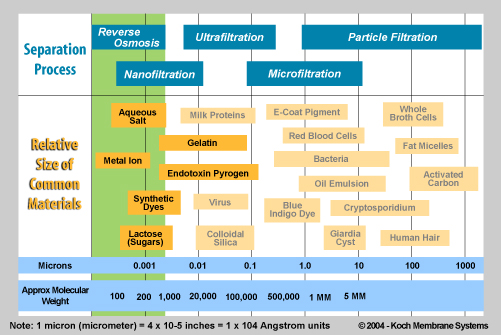 Reverse
Osmosis
Ultrafiltration
Particle Filtration
Separation
Process
Nanofiltration
Microfiltration
Relative
Size of
Common
Materials
Aqueous
Salt
Milk Proteins
E-Coat Pigment
Whole
Broth Cells
Gelatin
Red Blood Cells
Fat Micelles
Metal Ion
Bacteria
Endotoxin Pyrogen
Oil Emulsion
Activated
Carbon
Synthetic
Dyes
Virus
Blue
Indigo Dye
Cryptosporidium
Lactose
(Sugars)
Colloidal
Silica
Giardia
Cyst
Human Hair
Microns 0.001 0.01 0.1 1.0 10 100 1000
Approx Molecular
Weight
100 200 1,000 20,000 100,000 500,000 1 MM 5 MM
Note: 1 micron (micrometer) = 4 x 10-5 inches = 1 x 104 Angstrom units
©2004 - Koch Membrane Systems